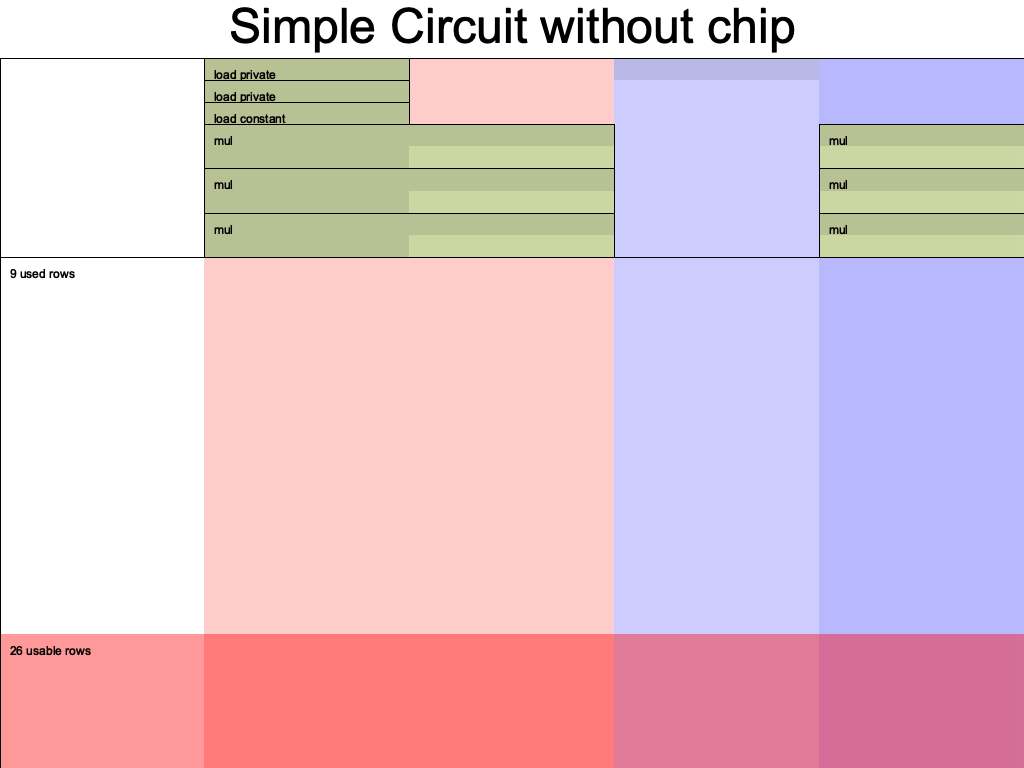 Simple Circuit without chip
load private
load private
load constant
mul
mul
mul
mul
mul
mul
9 used rows
26 usable rows